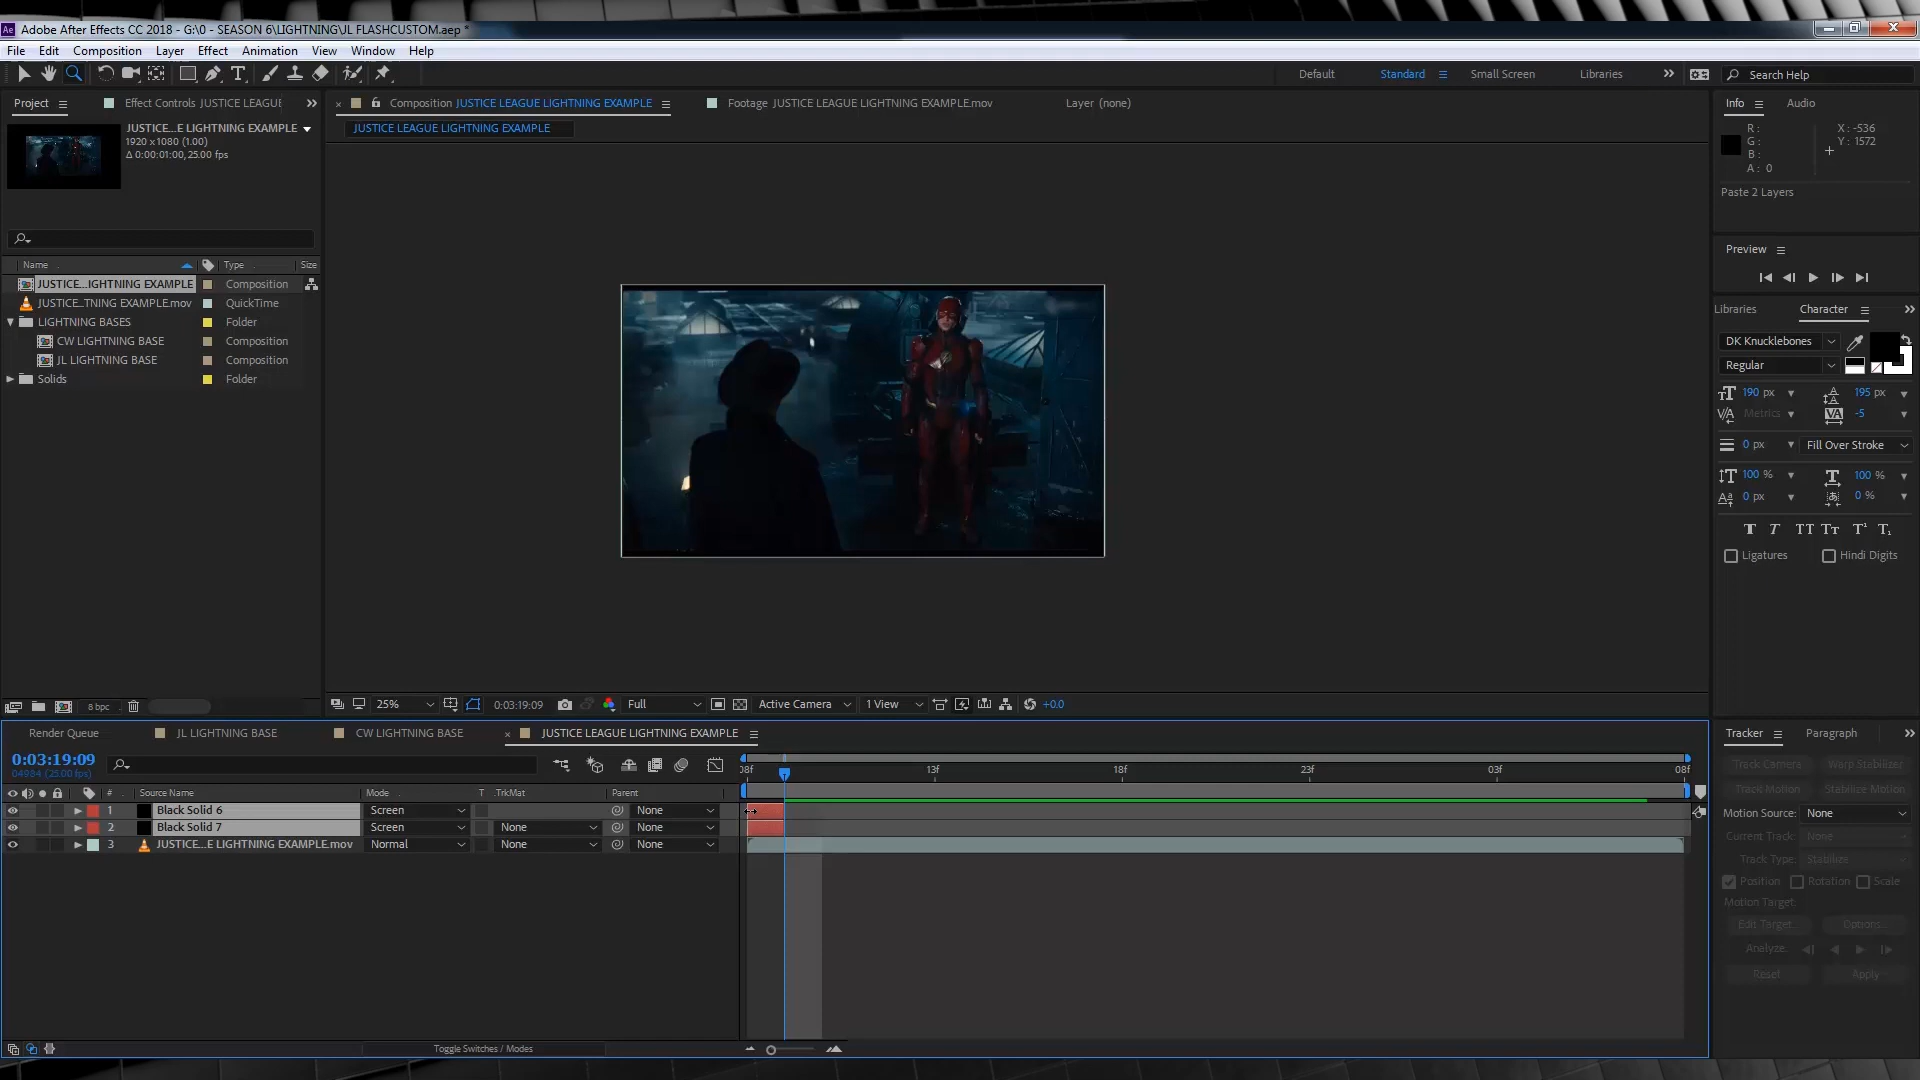 Adobe After Effects CC 2018 - G:\0 - SEASON 6\LIGHTNING\JL FLASHCUSTOM.aep *
File Edit Composition Layer Effect Animation View Window Help
Default Standard Small Screen Libraries Search Help
Project Effect Controls JUSTICE LEAGUE
Composition JUSTICE LEAGUE LIGHTNING EXAMPLE Footage JUSTICE LEAGUE LIGHTNING EXAMPLE.mov Layer (none)
Info Audio
JUSTICE LEAGUE LIGHTNING EXAMPLE
JUSTICE...E LIGHTNING EXAMPLE
1920 x1080 (1.00)
Δ 0:00:01:00, 25.00 fps
R :
G :
B :
A : 0
X : -536
Y : 1572
Paste 2 Layers
Preview
Name Type Size
JUSTICE...IGHTNING EXAMPLE Composition
JUSTICE...TNING EXAMPLE.mov QuickTime
LIGHTNING BASES Folder
CW LIGHTNING BASE Composition
JL LIGHTNING BASE Composition
Solids Folder
Libraries Character
DK Knucklebones
Regular
190 px 195 px
Metrics -5
0 px Fill Over Stroke
100 % 100 %
0 px 0 %
Ligatures Hindi Digits
8 bpc
25% 0:03:19:09 Full Active Camera 1 View +0.0
Render Queue JL LIGHTNING BASE CW LIGHTNING BASE JUSTICE LEAGUE LIGHTNING EXAMPLE
0:03:19:09
04984 (25.00 fps)
08f 13f 18f 23f 03f 08f
# Source Name Mode T .TrkMat Parent
1 Black Solid 6 Screen None
2 Black Solid 7 Screen None None
3 JUSTICE...E LIGHTNING EXAMPLE.mov Normal None None
Toggle Switches / Modes
Tracker Paragraph
Track Camera Warp Stabilizer
Track Motion Stabilize Motion
Motion Source: None
Current Track: None
Track Type: Stabilize
Position Rotation Scale
Motion Target:
Edit Target... Options...
Analyze:
Reset Apply